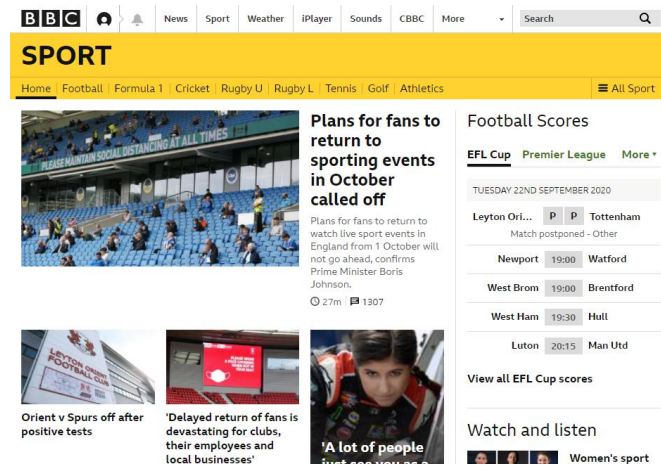 BBC
News
Sport
Weather
iPlayer
Sounds
CBBC
More
Search
SPORT
Home
Football
Formula 1
Cricket
Rugby U
Rugby L
Tennis
Golf
Athletics
All Sport
PLEASE MAINTAIN SOCIAL DISTANCING AT ALL TIMES
Plans for fans to
return to
sporting events
in October
called off
Plans for fans to return to
watch live sport events in
England from 1 October will
not go ahead, confirms
Prime Minister Boris
Johnson.
27m
1307
LEYTON ORIENT
FOOTBALL CLUB
Orient v Spurs off after
positive tests
'Delayed return of fans is
devastating for clubs,
their employees and
local businesses'
'A lot of people
just see you as a
Football Scores
EFL Cup
Premier League
More
TUESDAY 22ND SEPTEMBER 2020
Leyton Ori... P P Tottenham
Match postponed - Other
Newport 19:00 Watford
West Brom 19:00 Brentford
West Ham 19:30 Hull
Luton 20:15 Man Utd
View all EFL Cup scores
Watch and listen
Women's sport